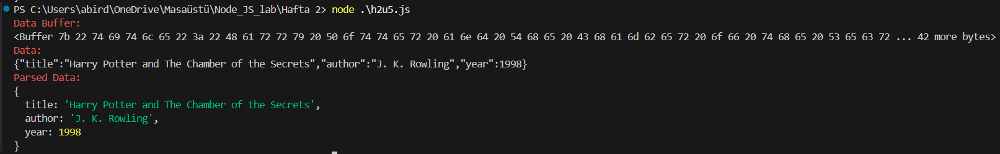 PS C:\Users\abird\OneDrive\Masaüstü\Node_JS_lab\Hafta 2> node .\h2u5.js
Data Buffer:
<Buffer 7b 22 74 69 74 6c 65 22 3a 22 48 61 72 72 79 20 50 6f 74 74 65 72 20 61 6e 64 20 54 68 65 20 43 68 61 6d 62 65 72 20 6f 66 20 74 68 65 20 53 65 63 72 ... 42 more bytes>
Data:
{"title":"Harry Potter and The Chamber of the Secrets","author":"J. K. Rowling","year":1998}
Parsed Data:
{
  title: 'Harry Potter and The Chamber of the Secrets',
  author: 'J. K. Rowling',
  year: 1998
}